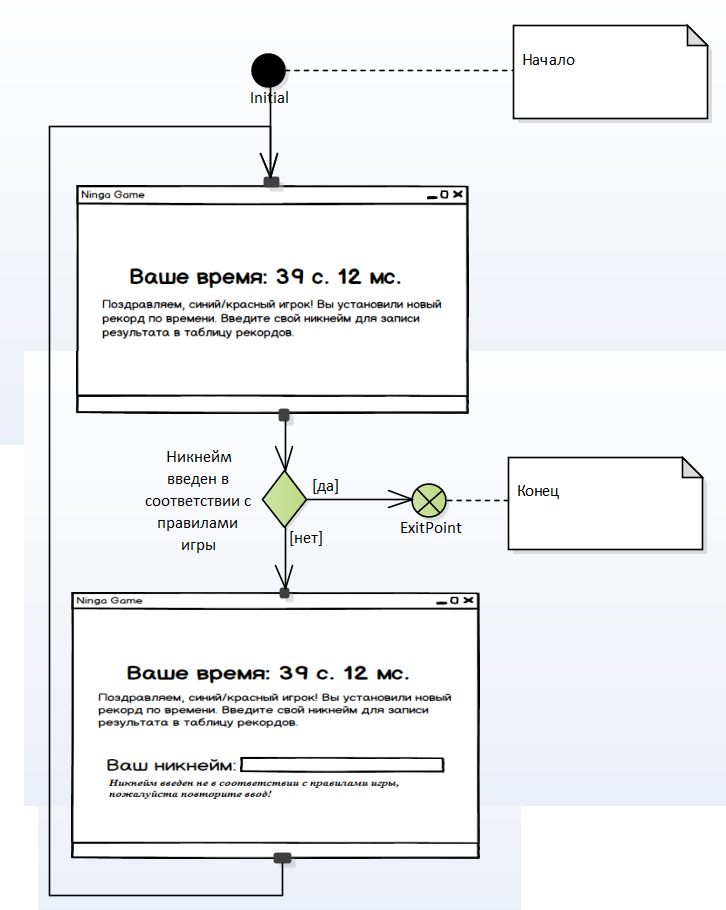 Начало
Initial
Ninga Game
Ваше время: 39 с. 12 мс.
Поздравляем, синий/красный игрок! Вы установили новый
рекорд по времени. Введите свой никнейм для записи
результата в таблицу рекордов.
Никнейм
введен в
соответствии с
правилами
игры
[да]
ExitPoint
Конец
[нет]
Ninga Game
Ваше время: 39 с. 12 мс.
Поздравляем, синий/красный игрок! Вы установили новый
рекорд по времени. Введите свой никнейм для записи
результата в таблицу рекордов.
Ваш никнейм:
Никнейм введен не в соответствии с правилами игры,
пожалуйста повторите ввод!